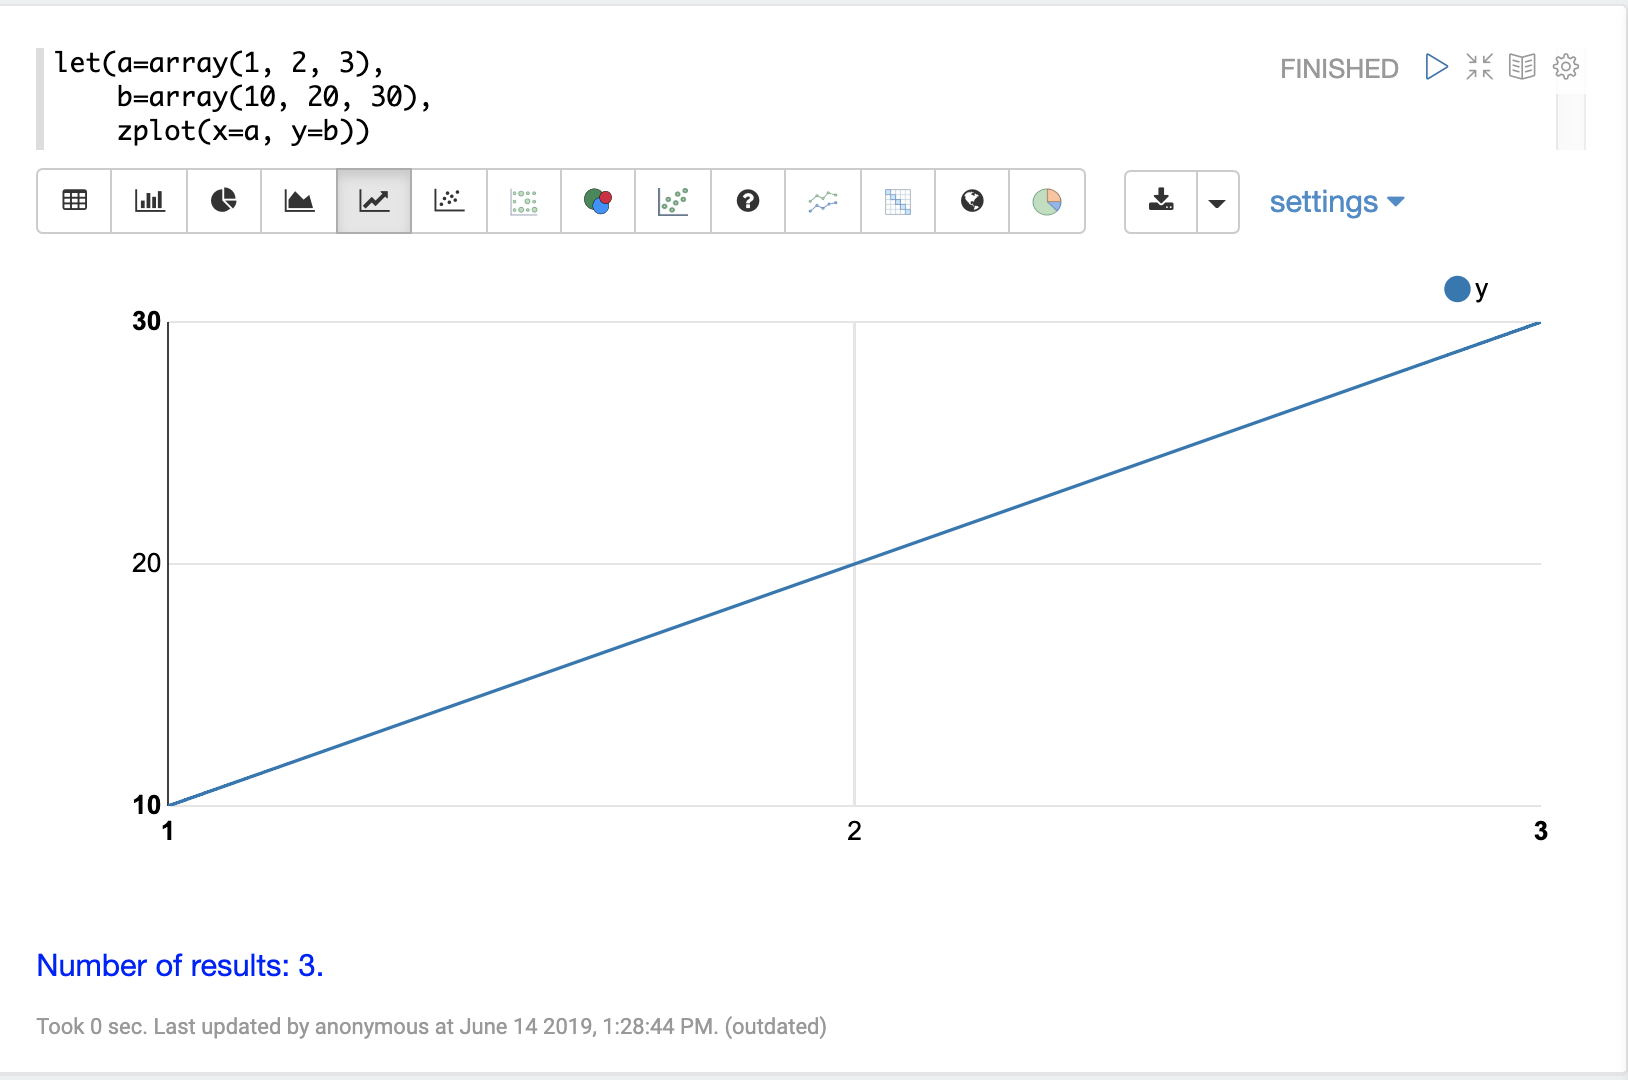 let(a=array(1, 2, 3),
    b=array(10, 20, 30),
    zplot(x=a, y=b))
FINISHED
settings
y
30
20
10
1 2 3
Number of results: 3.
Took 0 sec. Last updated by anonymous at June 14 2019, 1:28:44 PM. (outdated)